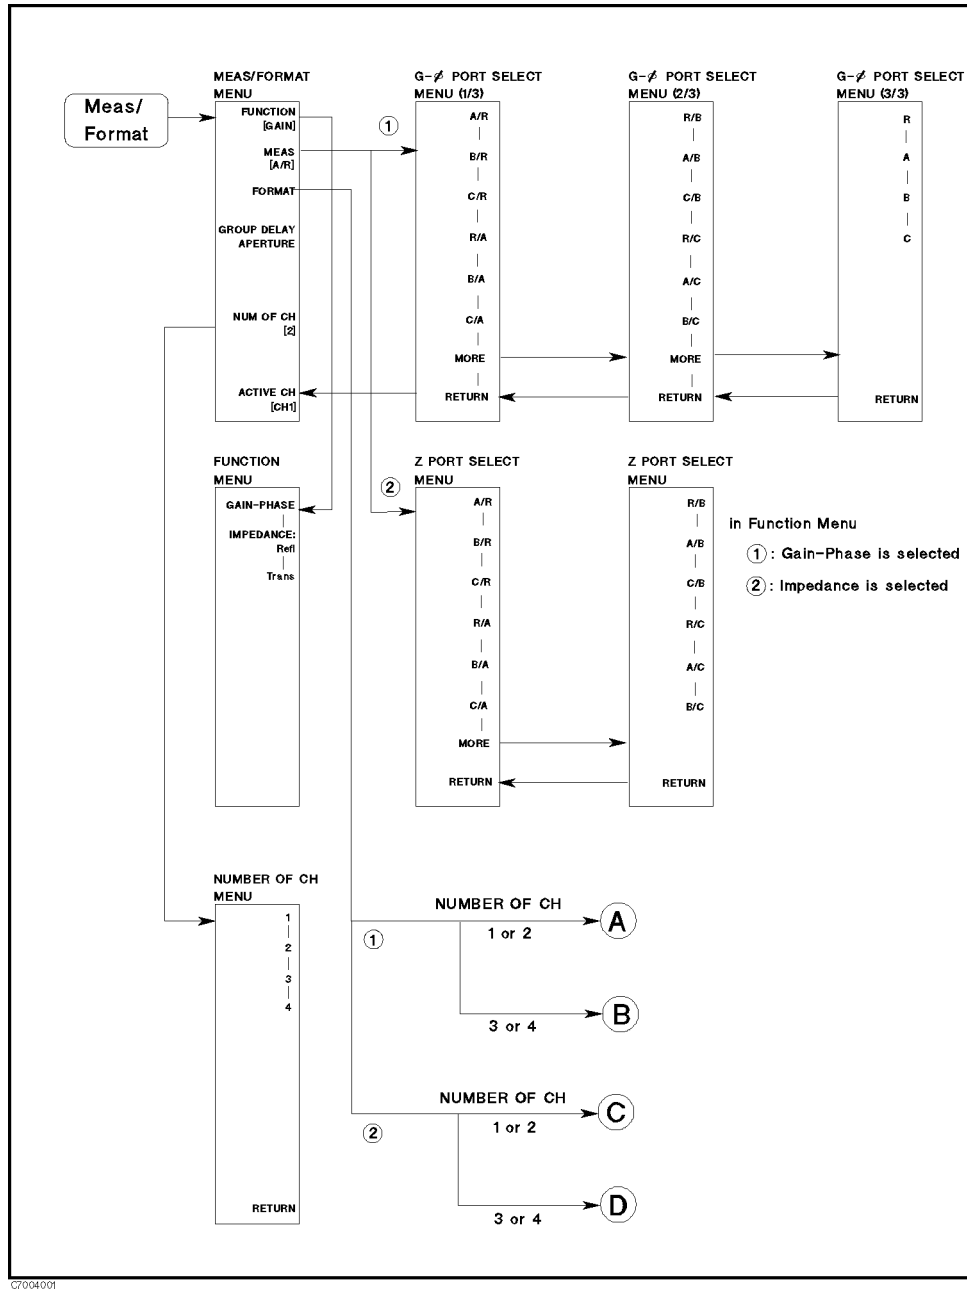 Meas/
Format
MEAS/FORMAT
MENU
FUNCTION
[GAIN]
MEAS
[A/R]
FORMAT
GROUP DELAY
APERTURE
NUM OF CH
[2]
ACTIVE CH
[CH1]
①
G-ø PORT SELECT
MENU (1/3)
A/R
B/R
C/R
R/A
B/A
C/A
MORE
RETURN
G-ø PORT SELECT
MENU (2/3)
R/B
A/B
C/B
R/C
A/C
B/C
MORE
RETURN
G-ø PORT SELECT
MENU (3/3)
R
A
B
C
RETURN
FUNCTION
MENU
GAIN-PHASE
IMPEDANCE:
Refl
Trans
②
Z PORT SELECT
MENU
A/R
B/R
C/R
R/A
B/A
C/A
MORE
RETURN
Z PORT SELECT
MENU
R/B
A/B
C/B
R/C
A/C
B/C
RETURN
in Function Menu
①: Gain-Phase is selected
②: Impedance is selected
NUMBER OF CH
MENU
1
2
3
4
RETURN
①
NUMBER OF CH
1 or 2
A
3 or 4
B
②
NUMBER OF CH
1 or 2
C
3 or 4
D
C7004001